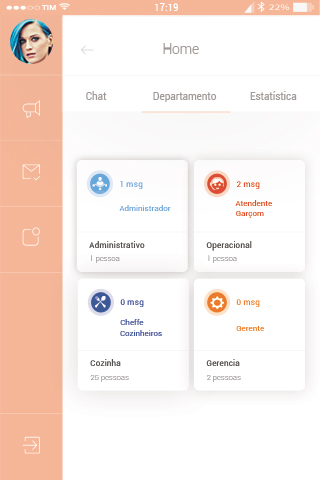 TIM 17:19 22%
Home
Chat Departamento Estatística
1 msg
Administrador
Administrativo
1 pessoa
2 msg
Atendente
Garçom
Operacional
1 pessoa
0 msg
Cheffe
Cozinheiros
Cozinha
25 pessoas
0 msg
Gerente
Gerencia
2 pessoas